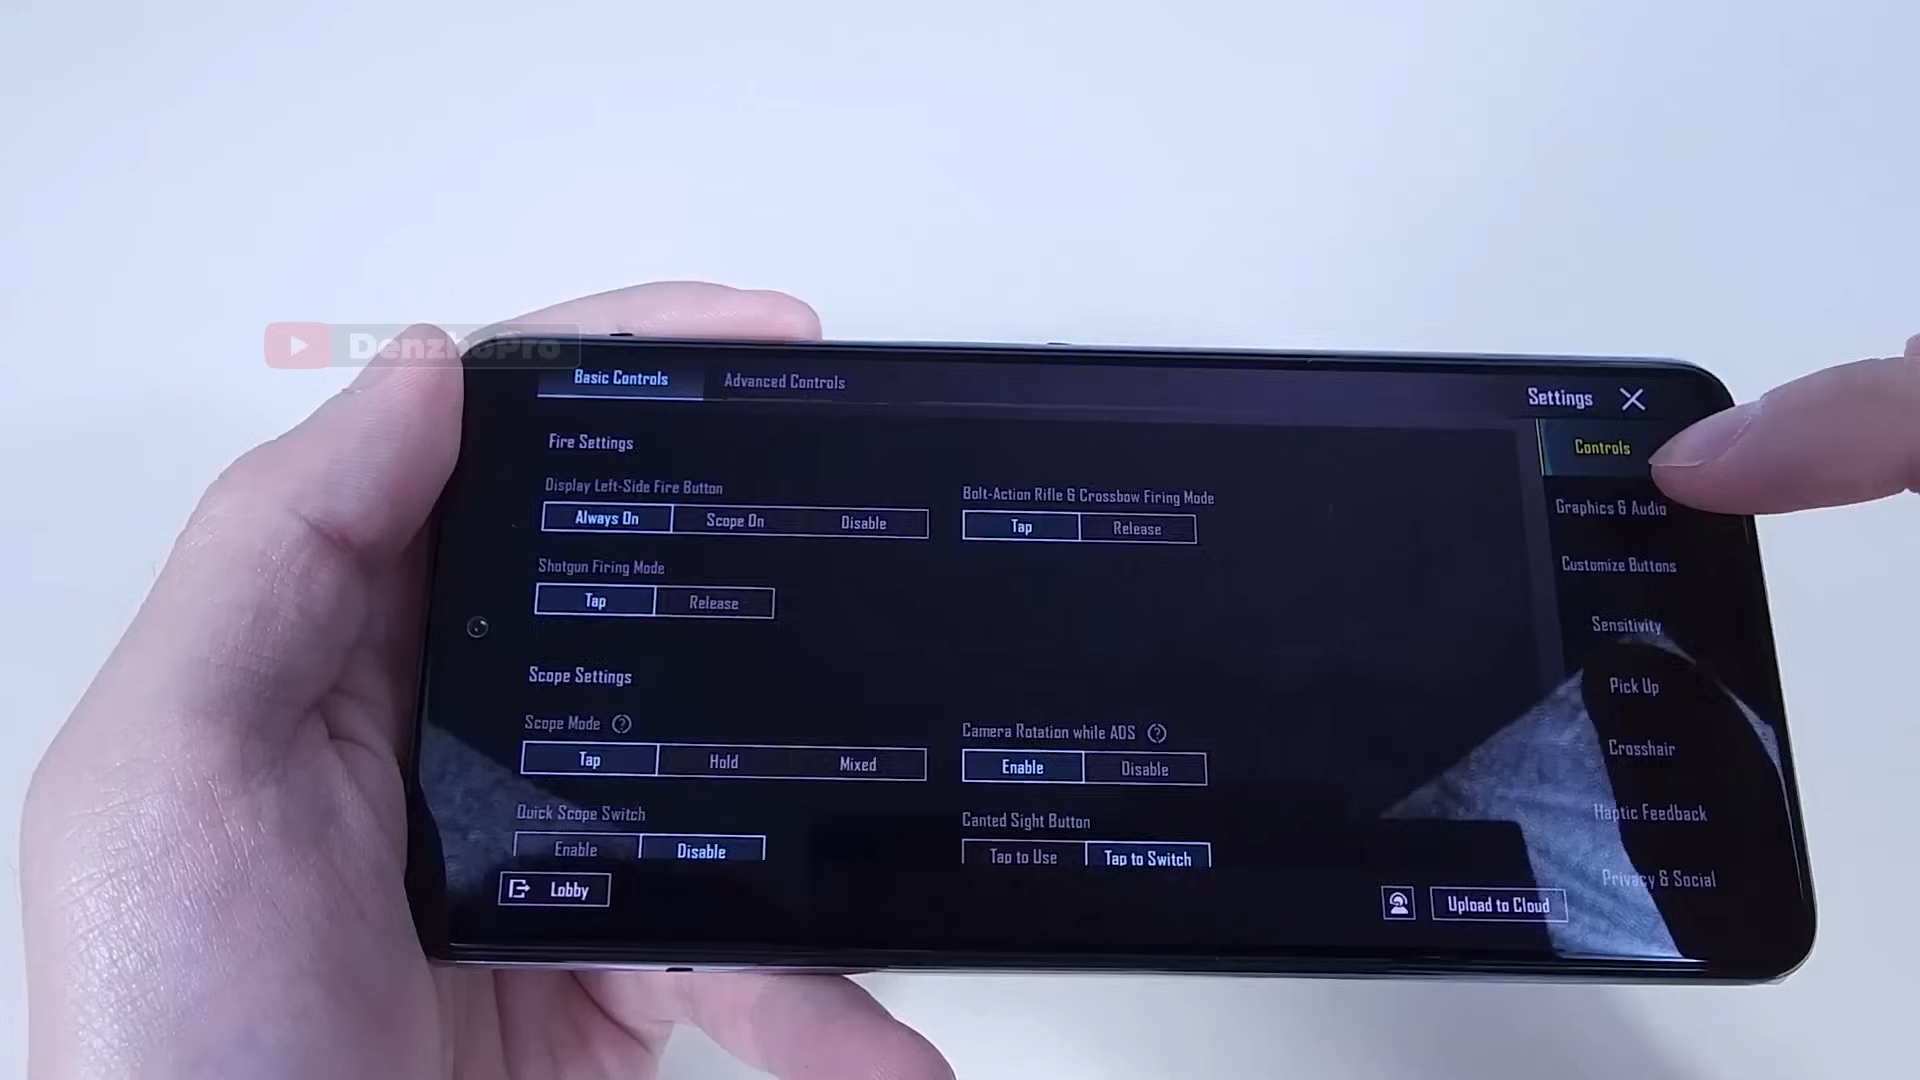 DenzhoPro
Basic Controls
Advanced Controls
Settings
Fire Settings
Controls
Display Left-Side Fire Button
Bolt-Action Rifle & Crossbow Firing Mode
Always On
Scope On
Disable
Tap
Release
Graphics & Audio
Shotgun Firing Mode
Customize Buttons
Tap
Release
Sensitivity
Scope Settings
Pick Up
Scope Mode ?
Camera Rotation while ADS ?
Crosshair
Tap
Hold
Mixed
Enable
Disable
Quick Scope Switch
Canted Sight Button
Haptic Feedback
Enable
Disable
Tap to Use
Tap to Switch
Privacy & Social
Lobby
Upload to Cloud